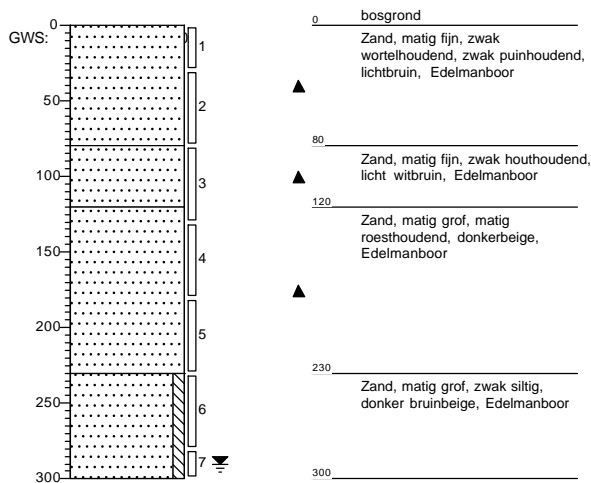 0
GWS:
1
2
50
3
100
4
150
5
200
6
250
7
300
0
bosgrond
Zand, matig fijn, zwak
wortelhoudend, zwak puinhoudend,
lichtbruin, Edelmanboor
80
Zand, matig fijn, zwak houthoudend,
licht witbruin, Edelmanboor
120
Zand, matig grof, matig
roesthoudend, donkerbeige,
Edelmanboor
230
Zand, matig grof, zwak siltig,
donker bruinbeige, Edelmanboor
300